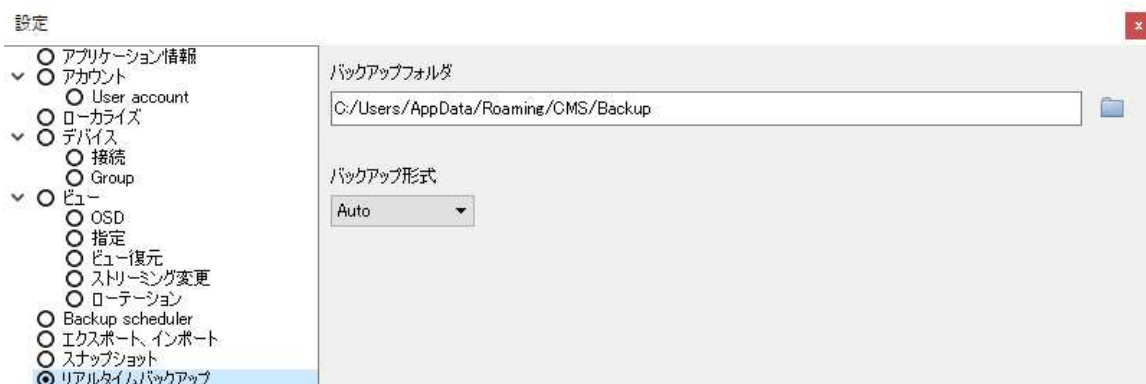 設定
アプリケーション情報
アカウント
User account
ローカライズ
デバイス
接続
Group
ビュー
OSD
指定
ビュー復元
ストリーミング変更
ローテーション
Backup scheduler
エクスポート、インポート
スナップショット
リアルタイムバックアップ
バックアップフォルダ
C:/Users/AppData/Roaming/CMS/Backup
バックアップ形式
Auto